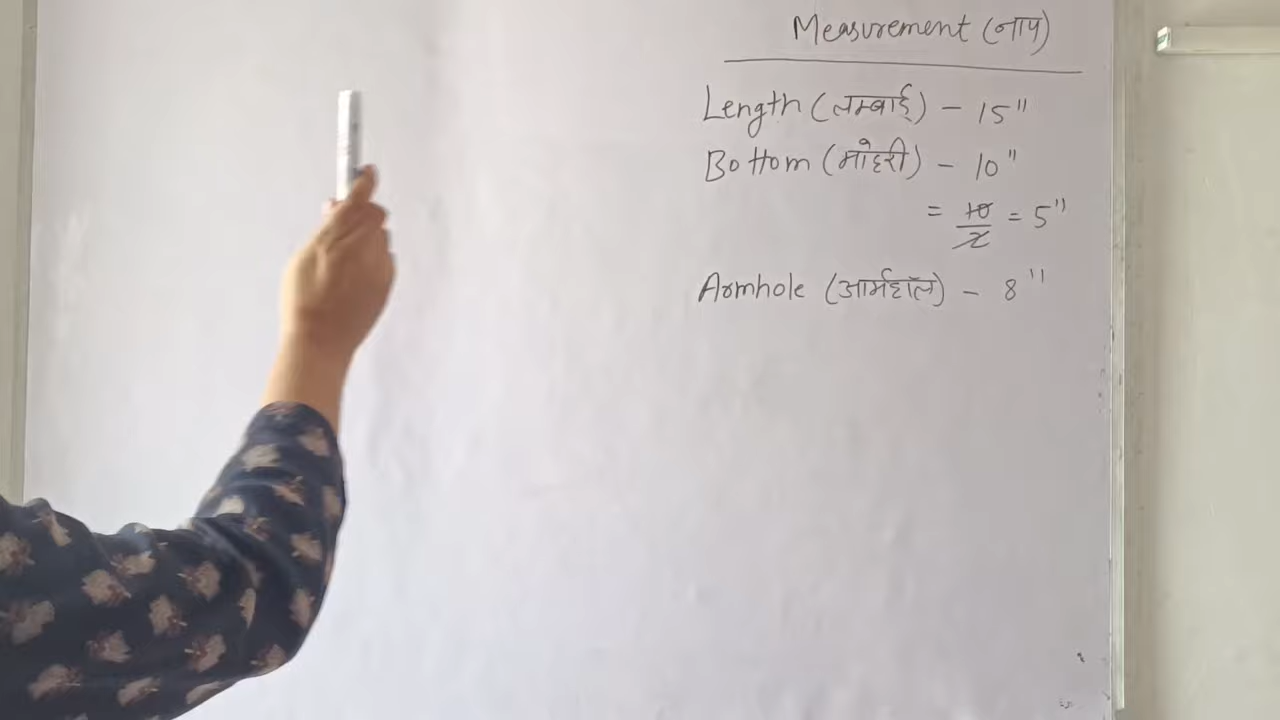 Measurement (नाप)
Length (लम्बाई) – 15"
Bottom (मोहरी) – 10"
= 10/2 = 5"
Armhole (आर्महॉल) – 8"